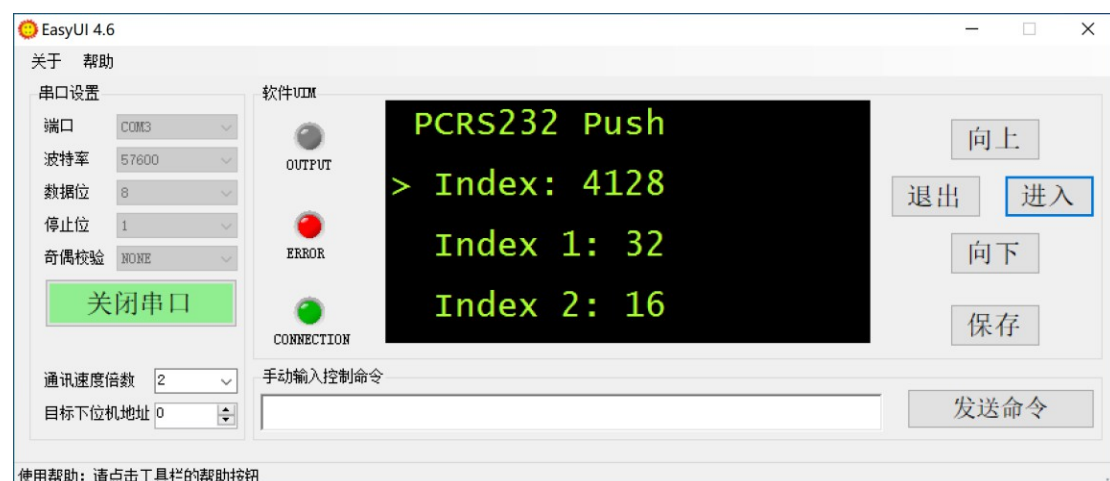 EasyUI 4.6
关于 帮助
串口设置
端口 COM3
波特率 57600
数据位 8
停止位 1
奇偶校验 NONE
关闭串口
通讯速度倍数 2
目标下位机地址 0
软件UIM
OUTPUT
ERROR
CONNECTION
PCRS232 Push
> Index: 4128
Index 1: 32
Index 2: 16
向上
退出 进入
向下
保存
手动输入控制命令
发送命令
使用帮助: 请点击工具栏的帮助按钮